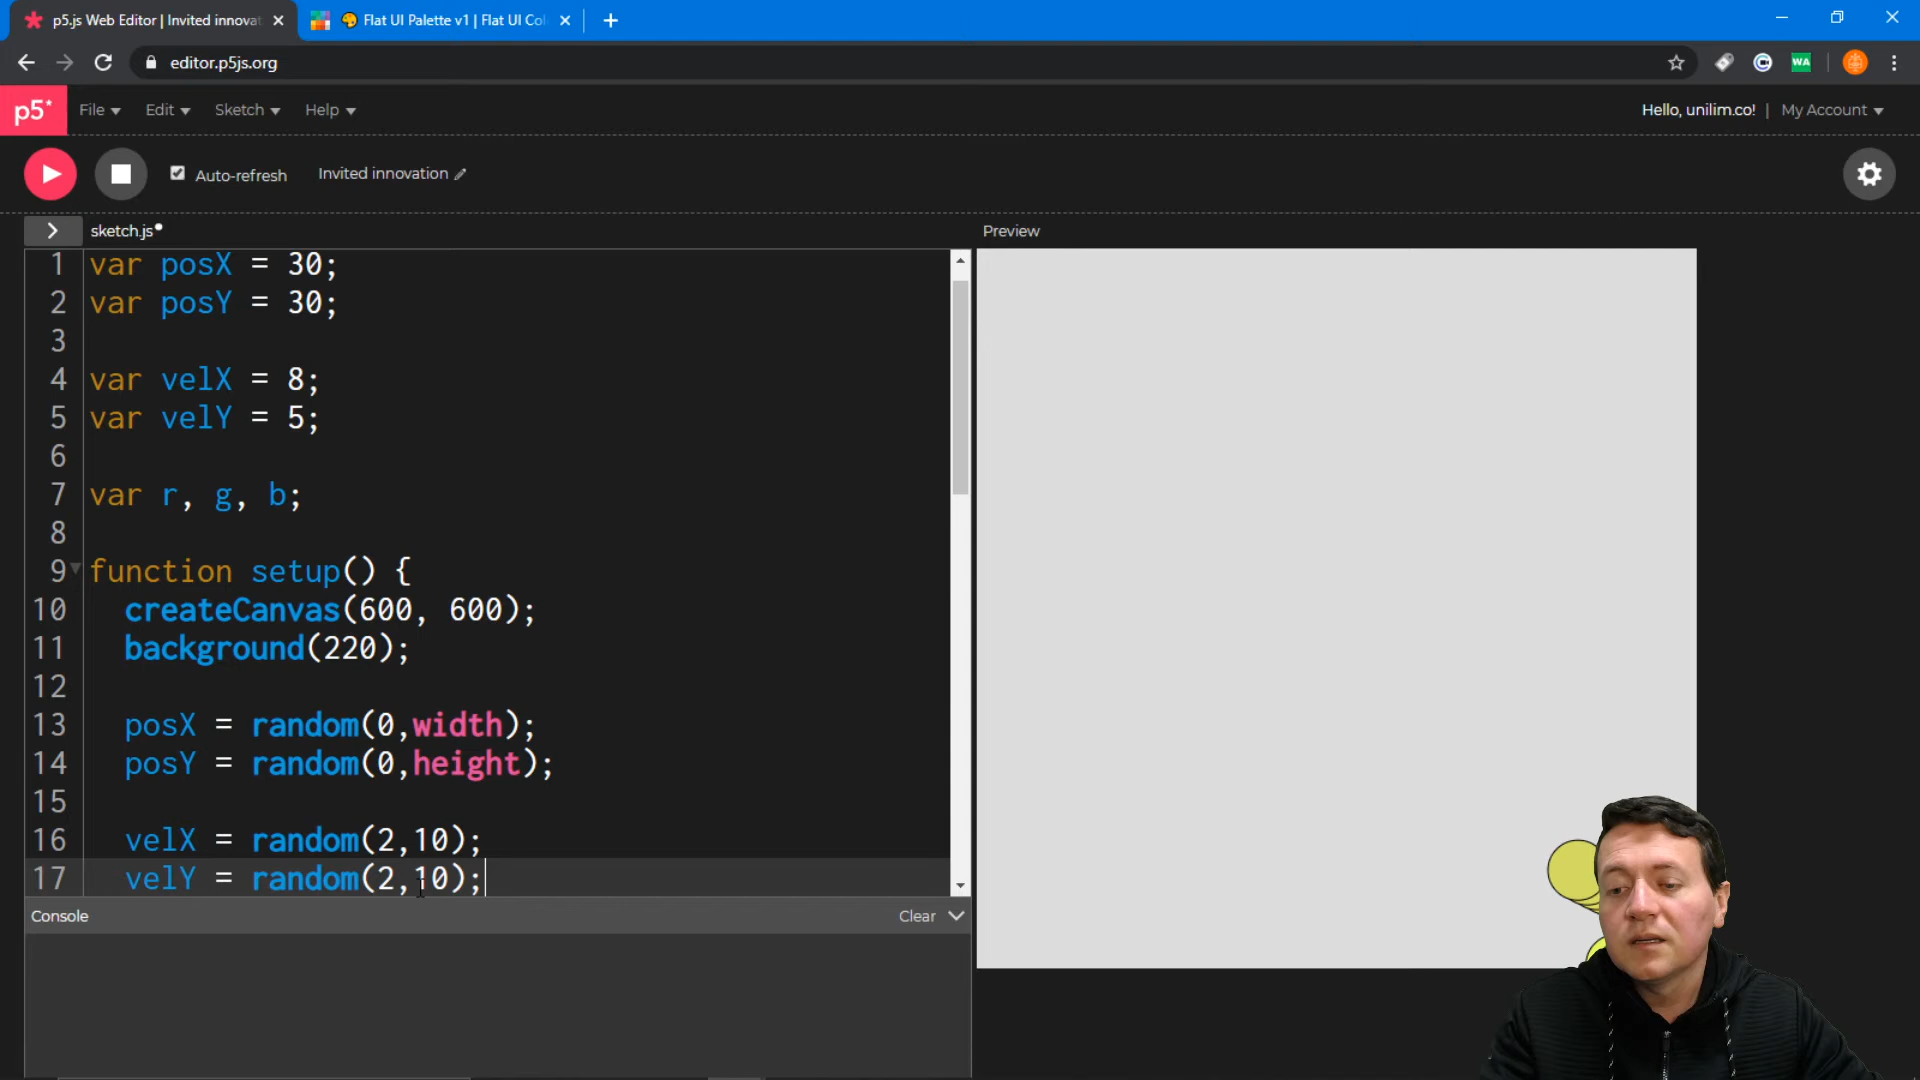 p5.js Web Editor | Invited innova
Flat UI Palette v1 | Flat UI Col
editor.p5js.org
WA
p5*
File
Edit
Sketch
Help
Hello, unilim.co! | My Account
Auto-refresh
Invited innovation
sketch.js
Preview
1 var posX = 30;
2 var posY = 30;
3
4 var velX = 8;
5 var velY = 5;
6
7 var r, g, b;
8
9 function setup() {
10 createCanvas(600, 600);
11 background(220);
12
13 posX = random(0,width);
14 posY = random(0,height);
15
16 velX = random(2,10);
17 velY = random(2,10);
Console
Clear